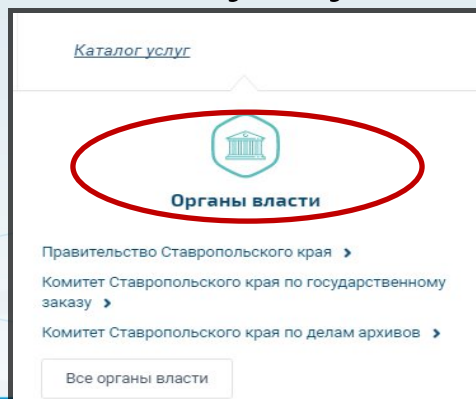 Каталог услуг
Органы власти
Правительство Ставропольского края >
Комитет Ставропольского края по государственному
заказу >
Комитет Ставропольского края по делам архивов >
Все органы власти